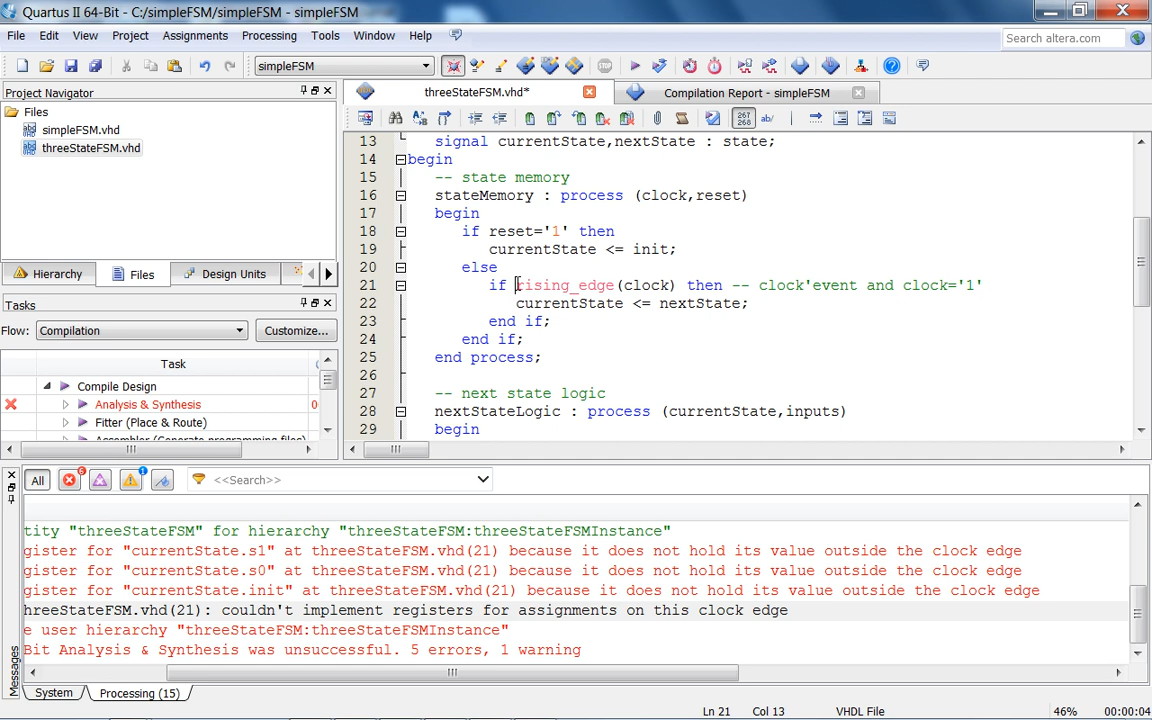 Quartus II 64-Bit - C:/simpleFSM/simpleFSM - simpleFSM
File Edit View Project Assignments Processing Tools Window Help
Search altera.com
simpleFSM
Project Navigator
Files
simpleFSM.vhd
threeStateFSM.vhd
Hierarchy Files Design Units
Tasks
Flow: Compilation Customize...
Task
Compile Design
Analysis & Synthesis 0
Fitter (Place & Route)
Assembler (Generate programming files)
threeStateFSM.vhd* Compilation Report - simpleFSM
267 268 ab/
13 signal currentState,nextState : state;
14 begin
15 -- state memory
16 stateMemory : process (clock,reset)
17 begin
18 if reset='1' then
19 currentState <= init;
20 else
21 if rising_edge(clock) then -- clock'event and clock='1'
22 currentState <= nextState;
23 end if;
24 end if;
25 end process;
26
27 -- next state logic
28 nextStateLogic : process (currentState,inputs)
29 begin
All 6 1 <<Search>>
tity "threeStateFSM" for hierarchy "threeStateFSM:threeStateFSMInstance"
gister for "currentState.s1" at threeStateFSM.vhd(21) because it does not hold its value outside the clock edge
gister for "currentState.s0" at threeStateFSM.vhd(21) because it does not hold its value outside the clock edge
gister for "currentState.init" at threeStateFSM.vhd(21) because it does not hold its value outside the clock edge
hreeStateFSM.vhd(21): couldn't implement registers for assignments on this clock edge
e user hierarchy "threeStateFSM:threeStateFSMInstance"
Bit Analysis & Synthesis was unsuccessful. 5 errors, 1 warning
Messages
System Processing (15)
Ln 21 Col 13 VHDL File 46% 00:00:04